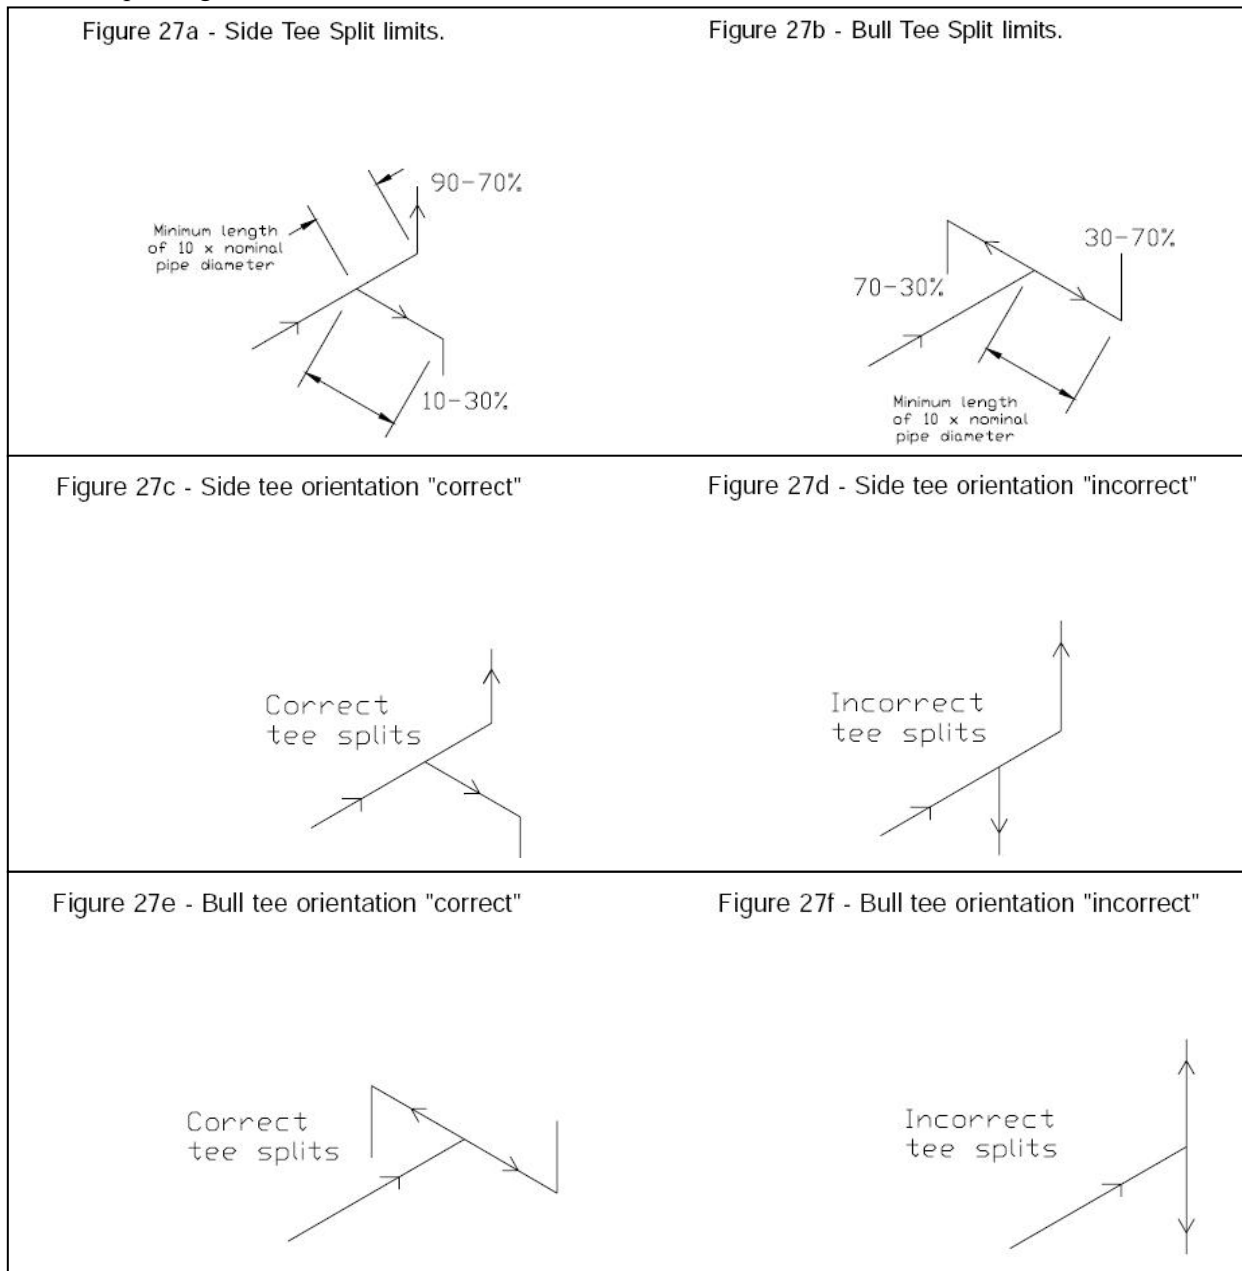 Figure 27a - Side Tee Split limits.
Figure 27b - Bull Tee Split limits.
90-70%
Minimum length
of 10 x nominal
pipe diameter
10-30%
30-70%
70-30%
Minimum length
of 10 x nominal
pipe diameter
Figure 27c - Side tee orientation "correct"
Figure 27d - Side tee orientation "incorrect"
Correct
tee splits
Incorrect
tee splits
Figure 27e - Bull tee orientation "correct"
Figure 27f - Bull tee orientation "incorrect"
Correct
tee splits
Incorrect
tee splits